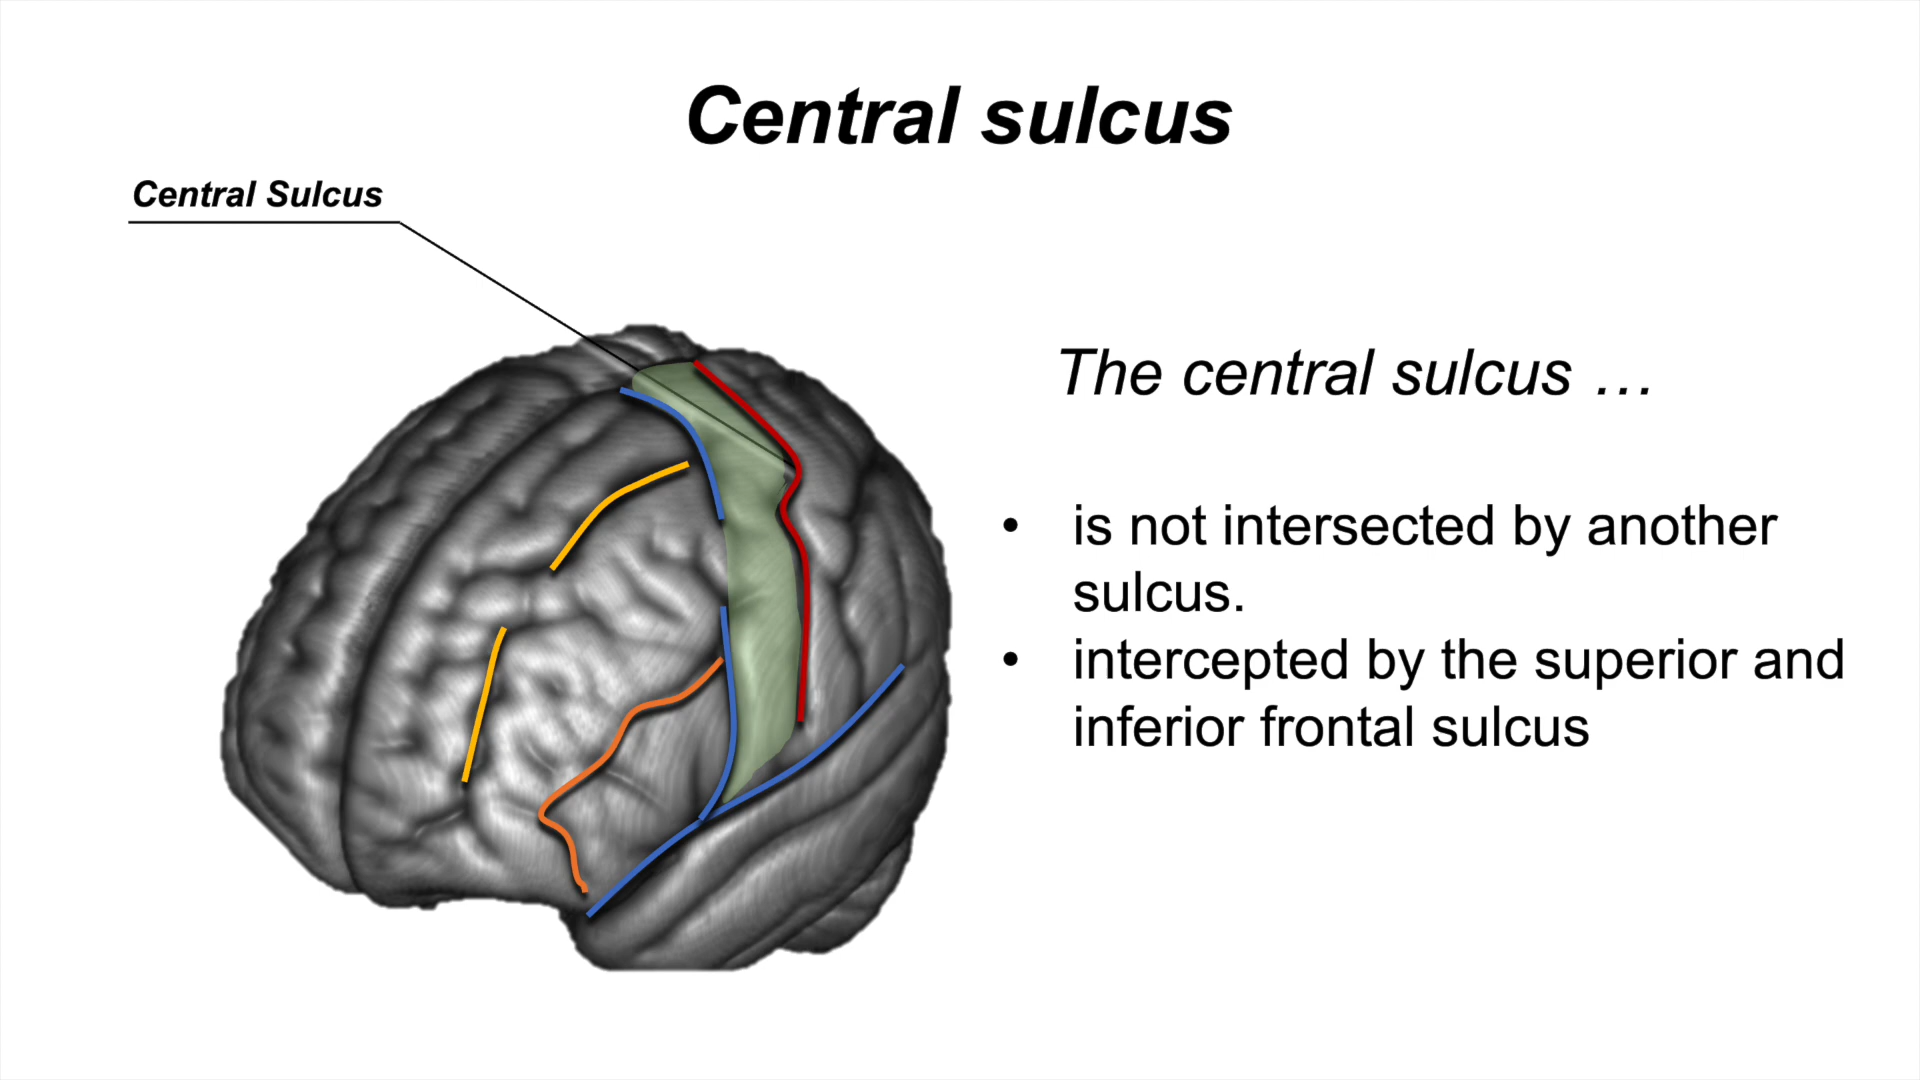 Central sulcus
Central Sulcus
The central sulcus …
• is not intersected by another
sulcus.
• intercepted by the superior and
inferior frontal sulcus